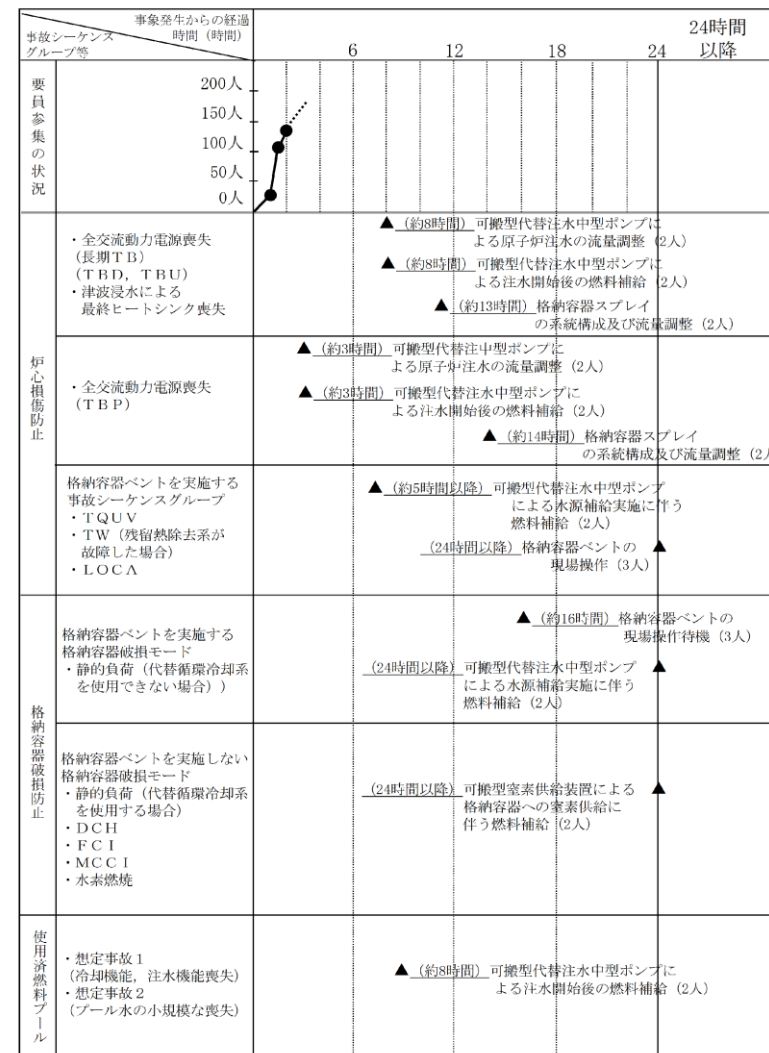 事象発生からの経過
時間（時間）
事故シーケンス
グループ等
6
12
18
24
24時間
以降
要員参集の状況
200人
150人
100人
50人
0人
炉心損傷防止
・全交流動力電源喪失
（長期ＴＢ）
（ＴＢＤ，ＴＢＵ）
・津波浸水による
最終ヒートシンク喪失
▲（約8時間）可搬型代替注水中型ポンプに
よる原子炉注水の流量調整（2人）
▲（約8時間）可搬型代替注水中型ポンプに
よる注水開始後の燃料補給（2人）
▲（約13時間）格納容器スプレイ
の系統構成及び流量調整（2人）
・全交流動力電源喪失
（ＴＢＰ）
▲（約3時間）可搬型代替注中型ポンプに
よる原子炉注水の流量調整（2人）
▲（約3時間）可搬型代替注水中型ポンプに
よる注水開始後の燃料補給（2人）
▲（約14時間）格納容器スプレイ
の系統構成及び流量調整（2人
格納容器ベントを実施する
事故シーケンスグループ
・ＴＱＵＶ
・ＴＷ（残留熱除去系が
故障した場合）
・ＬＯＣＡ
▲（約5時間以降）可搬型代替注水中型ポンプ
による水源補給実施に伴う
燃料補給（2人）
（24時間以降）格納容器ベントの ▲
現場操作（3人）
格納容器破損防止
格納容器ベントを実施する
格納容器破損モード
・静的負荷（代替循環冷却系
を使用できない場合））
▲（約16時間）格納容器ベントの
現場操作待機（3人）
（24時間以降）可搬型代替注水中型ポンプ ▲
による水源補給実施に伴う
燃料補給（2人）
格納容器ベントを実施しない
格納容器破損モード
・静的負荷（代替循環冷却系
を使用する場合）
・ＤＣＨ
・ＦＣＩ
・ＭＣＣＩ
・水素燃焼
（24時間以降）可搬型窒素供給装置による ▲
格納容器への窒素供給に
伴う燃料補給（2人）
使用済燃料プール
・想定事故１
（冷却機能，注水機能喪失）
・想定事故２
（プール水の小規模な喪失）
▲（約8時間）可搬型代替注水中型ポンプに
よる注水開始後の燃料補給（2人）